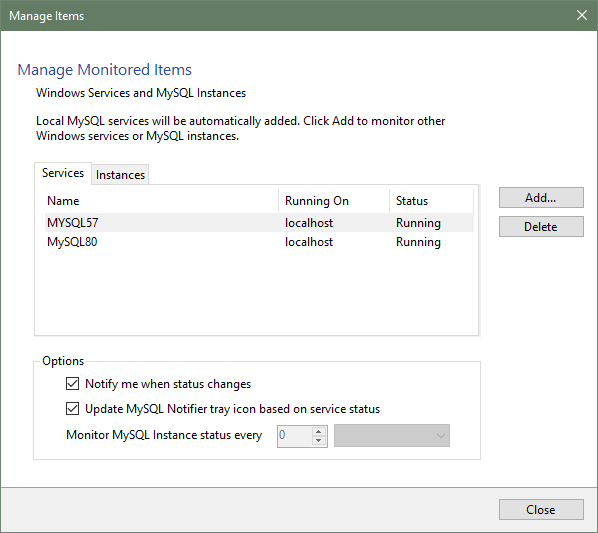 Manage Items
Manage Monitored Items
Windows Services and MySQL Instances
Local MySQL services will be automatically added. Click Add to monitor other
Windows services or MySQL instances.
Services Instances
Name Running On Status
MYSQL57 localhost Running
MySQL80 localhost Running
Add...
Delete
Options
Notify me when status changes
Update MySQL Notifier tray icon based on service status
Monitor MySQL Instance status every 0
Close